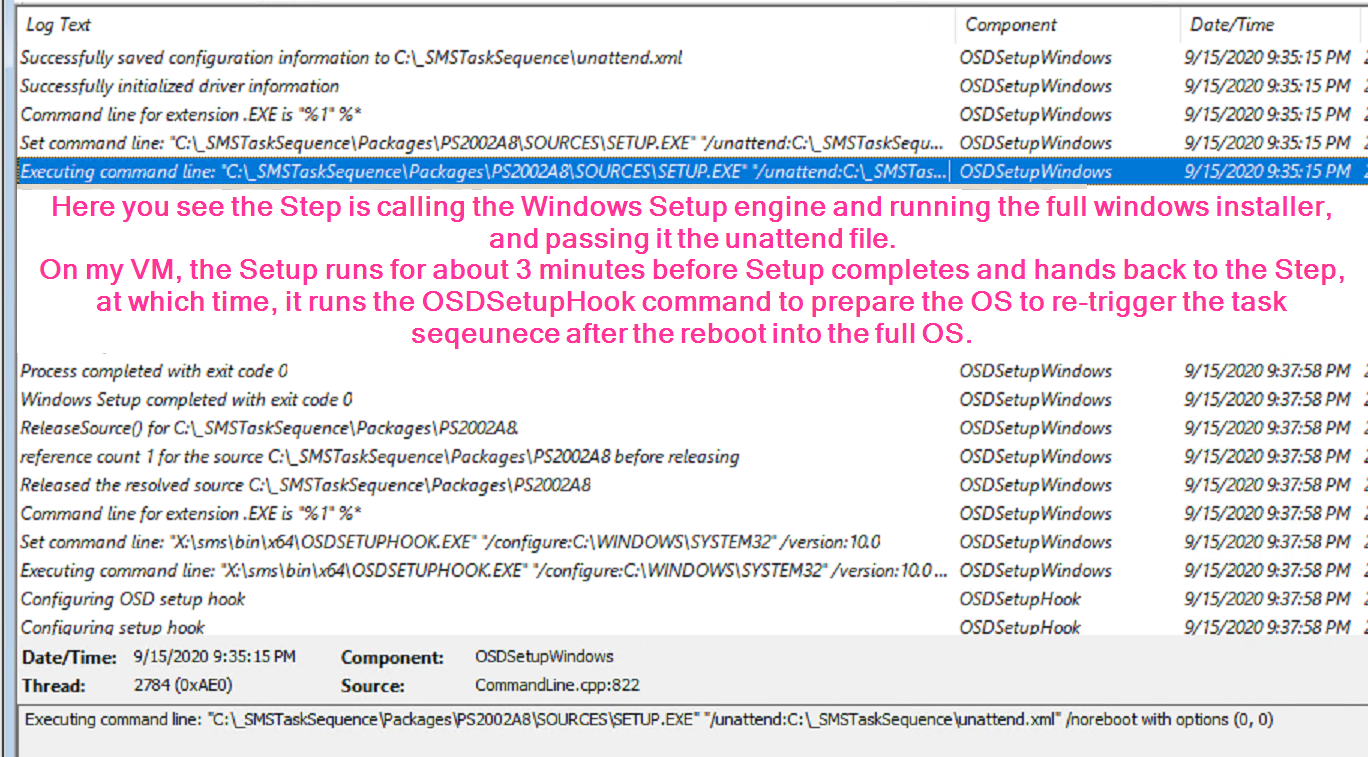 Log Text Component Date/Time
Successfully saved configuration information to C:\_SMSTaskSequence\unattend.xml OSDSetupWindows 9/15/2020 9:35:15 PM
Successfully initialized driver information OSDSetupWindows 9/15/2020 9:35:15 PM
Command line for extension .EXE is "%1" %* OSDSetupWindows 9/15/2020 9:35:15 PM
Set command line: "C:\_SMSTaskSequence\Packages\PS2002A8\SOURCES\SETUP.EXE" "/unattend:C:\_SMSTaskSequ... OSDSetupWindows 9/15/2020 9:35:15 PM
Executing command line: "C:\_SMSTaskSequence\Packages\PS2002A8\SOURCES\SETUP.EXE" "/unattend:C:\_SMSTas... OSDSetupWindows 9/15/2020 9:35:15 PM
Here you see the Step is calling the Windows Setup engine and running the full windows installer,
and passing it the unattend file.
On my VM, the Setup runs for about 3 minutes before Setup completes and hands back to the Step,
at which time, it runs the OSDSetupHook command to prepare the OS to re-trigger the task
seqeunece after the reboot into the full OS.
Process completed with exit code 0 OSDSetupWindows 9/15/2020 9:37:58 PM
Windows Setup completed with exit code 0 OSDSetupWindows 9/15/2020 9:37:58 PM
ReleaseSource() for C:\_SMSTaskSequence\Packages\PS2002A8. OSDSetupWindows 9/15/2020 9:37:58 PM
reference count 1 for the source C:\_SMSTaskSequence\Packages\PS2002A8 before releasing OSDSetupWindows 9/15/2020 9:37:58 PM
Released the resolved source C:\_SMSTaskSequence\Packages\PS2002A8 OSDSetupWindows 9/15/2020 9:37:58 PM
Command line for extension .EXE is "%1" %* OSDSetupWindows 9/15/2020 9:37:58 PM
Set command line: "X:\sms\bin\x64\OSDSETUPHOOK.EXE" "/configure:C:\WINDOWS\SYSTEM32" /version:10.0 OSDSetupWindows 9/15/2020 9:37:58 PM
Executing command line: "X:\sms\bin\x64\OSDSETUPHOOK.EXE" "/configure:C:\WINDOWS\SYSTEM32" /version:10.0 ... OSDSetupWindows 9/15/2020 9:37:58 PM
Configuring OSD setup hook OSDSetupHook 9/15/2020 9:37:58 PM
Configuring setup hook OSDSetupHook 9/15/2020 9:37:58 PM
Date/Time: 9/15/2020 9:35:15 PM Component: OSDSetupWindows
Thread: 2784 (0xAE0) Source: CommandLine.cpp:822
Executing command line: "C:\_SMSTaskSequence\Packages\PS2002A8\SOURCES\SETUP.EXE" "/unattend:C:\_SMSTaskSequence\unattend.xml" /noreboot with options (0, 0)